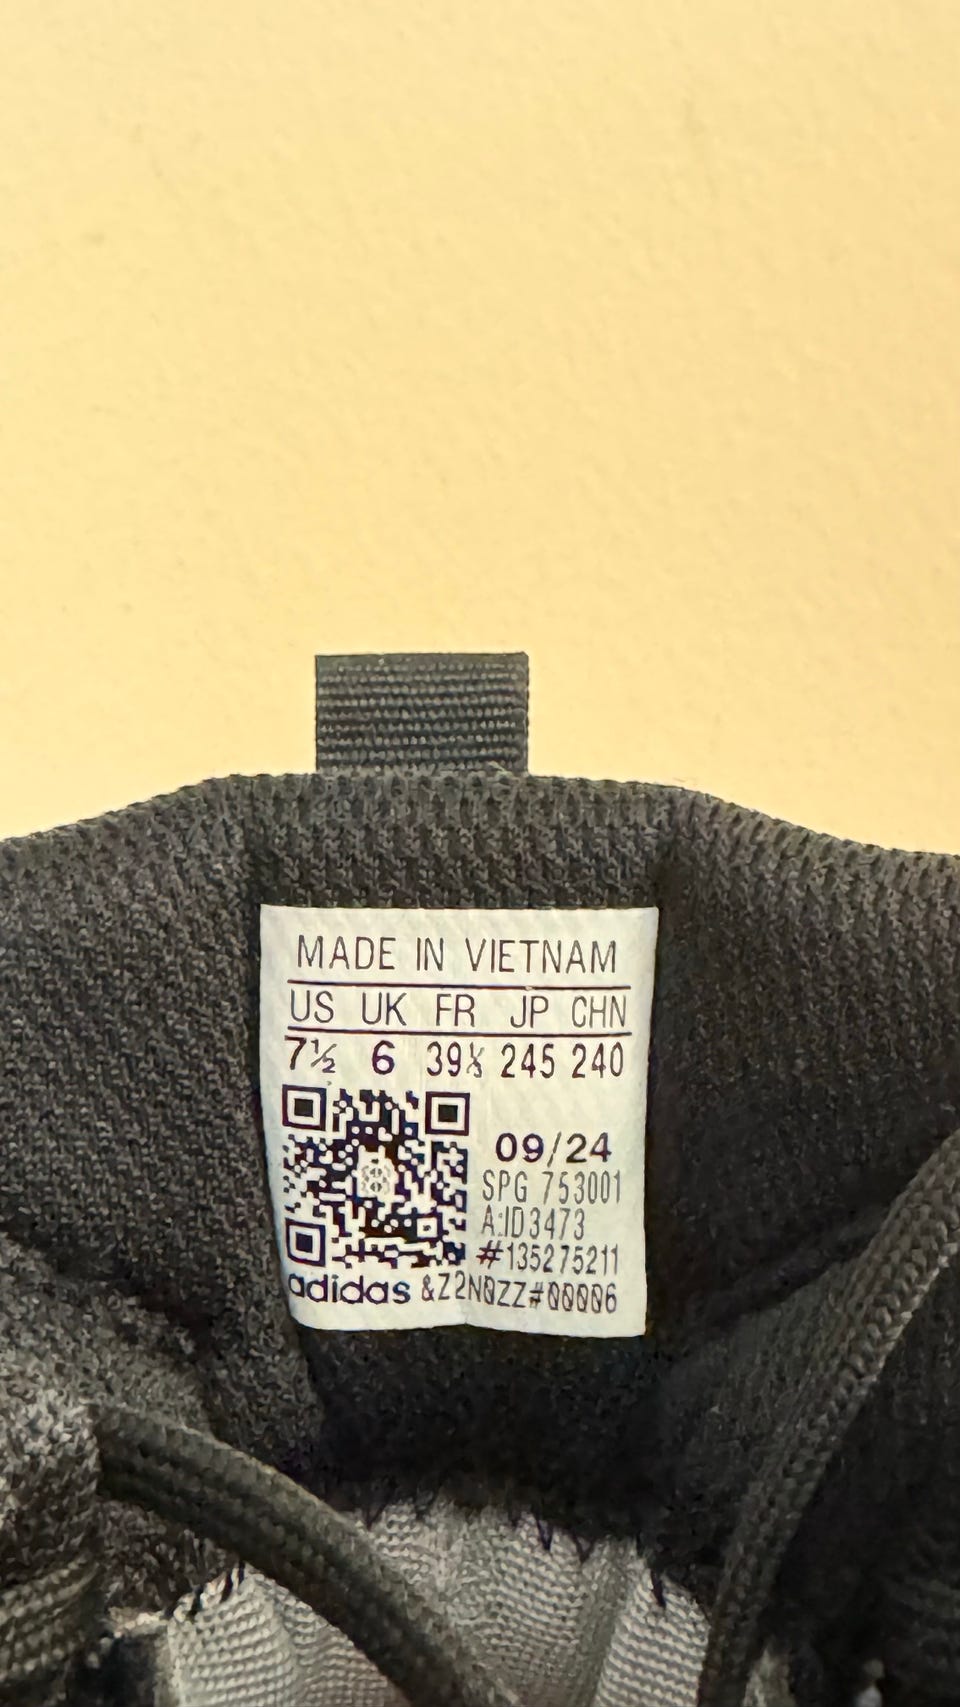 MADE IN VIETNAM
US UK FR JP CHN
7½ 6 39⅓ 245 240
09/24
SPG 753001
A:ID3473
#135275211
adidas &Z2N0ZZ#00006